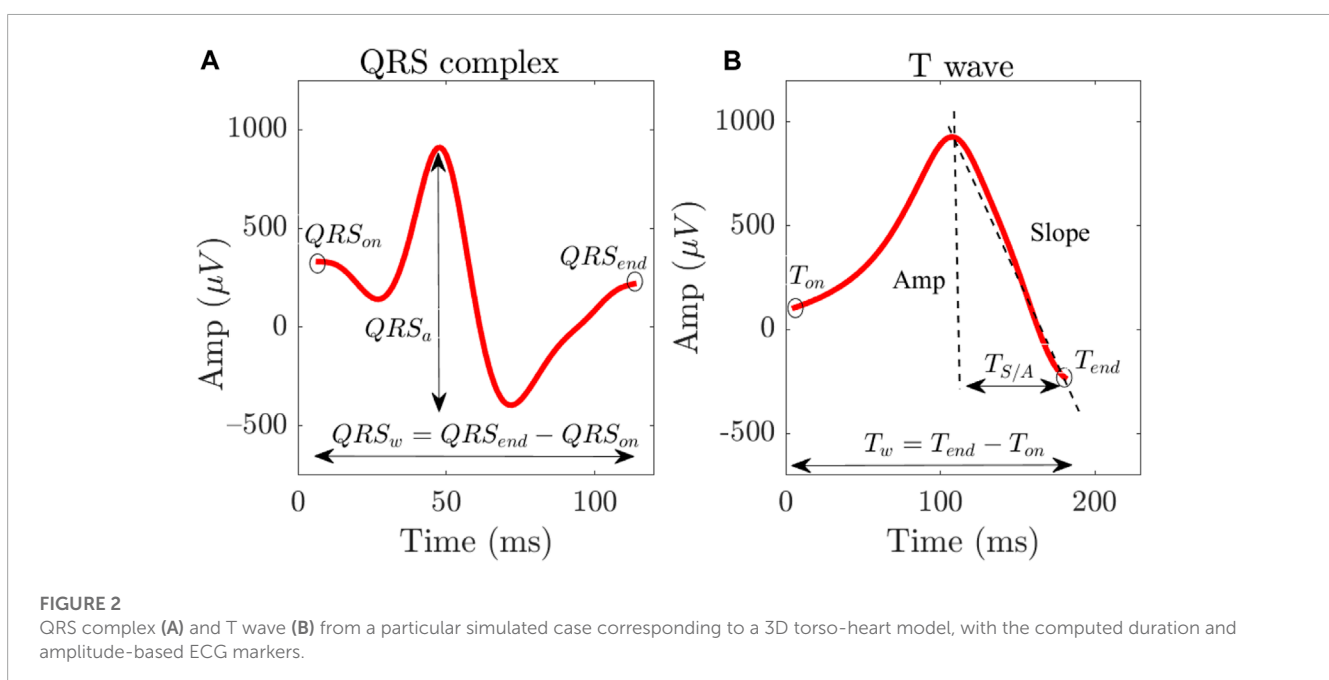 A
QRS complex
1000
500
0
−500
Amp (μV)
QRS_on
QRS_end
QRS_a
QRS_w = QRS_end − QRS_on
0 50 100
Time (ms)
B
T wave
1000
500
0
-500
Amp (μV)
T_on
Amp
Slope
T_S/A
T_end
T_w = T_end − T_on
0 100 200
Time (ms)
FIGURE 2
QRS complex (A) and T wave (B) from a particular simulated case corresponding to a 3D torso-heart model, with the computed duration and
amplitude-based ECG markers.